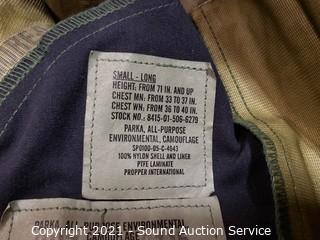 SMALL - LONG
HEIGHT: FROM 71 IN. AND UP
CHEST MN: FROM 33 TO 37 IN.
CHEST WN: FROM 36 TO 40 IN.
STOCK NO.: 8415-01-506-6279
PARKA, ALL-PURPOSE
ENVIRONMENTAL, CAMOUFLAGE
SP0100-05-C-4043
100% NYLON SHELL AND LINER
PTFE LAMINATE
PROPPER INTERNATIONAL
PARKA, ALL-PURPOSE ENVIRONMENTAL
CAMOUFLAGE
Copyright 2021 - Sound Auction Service